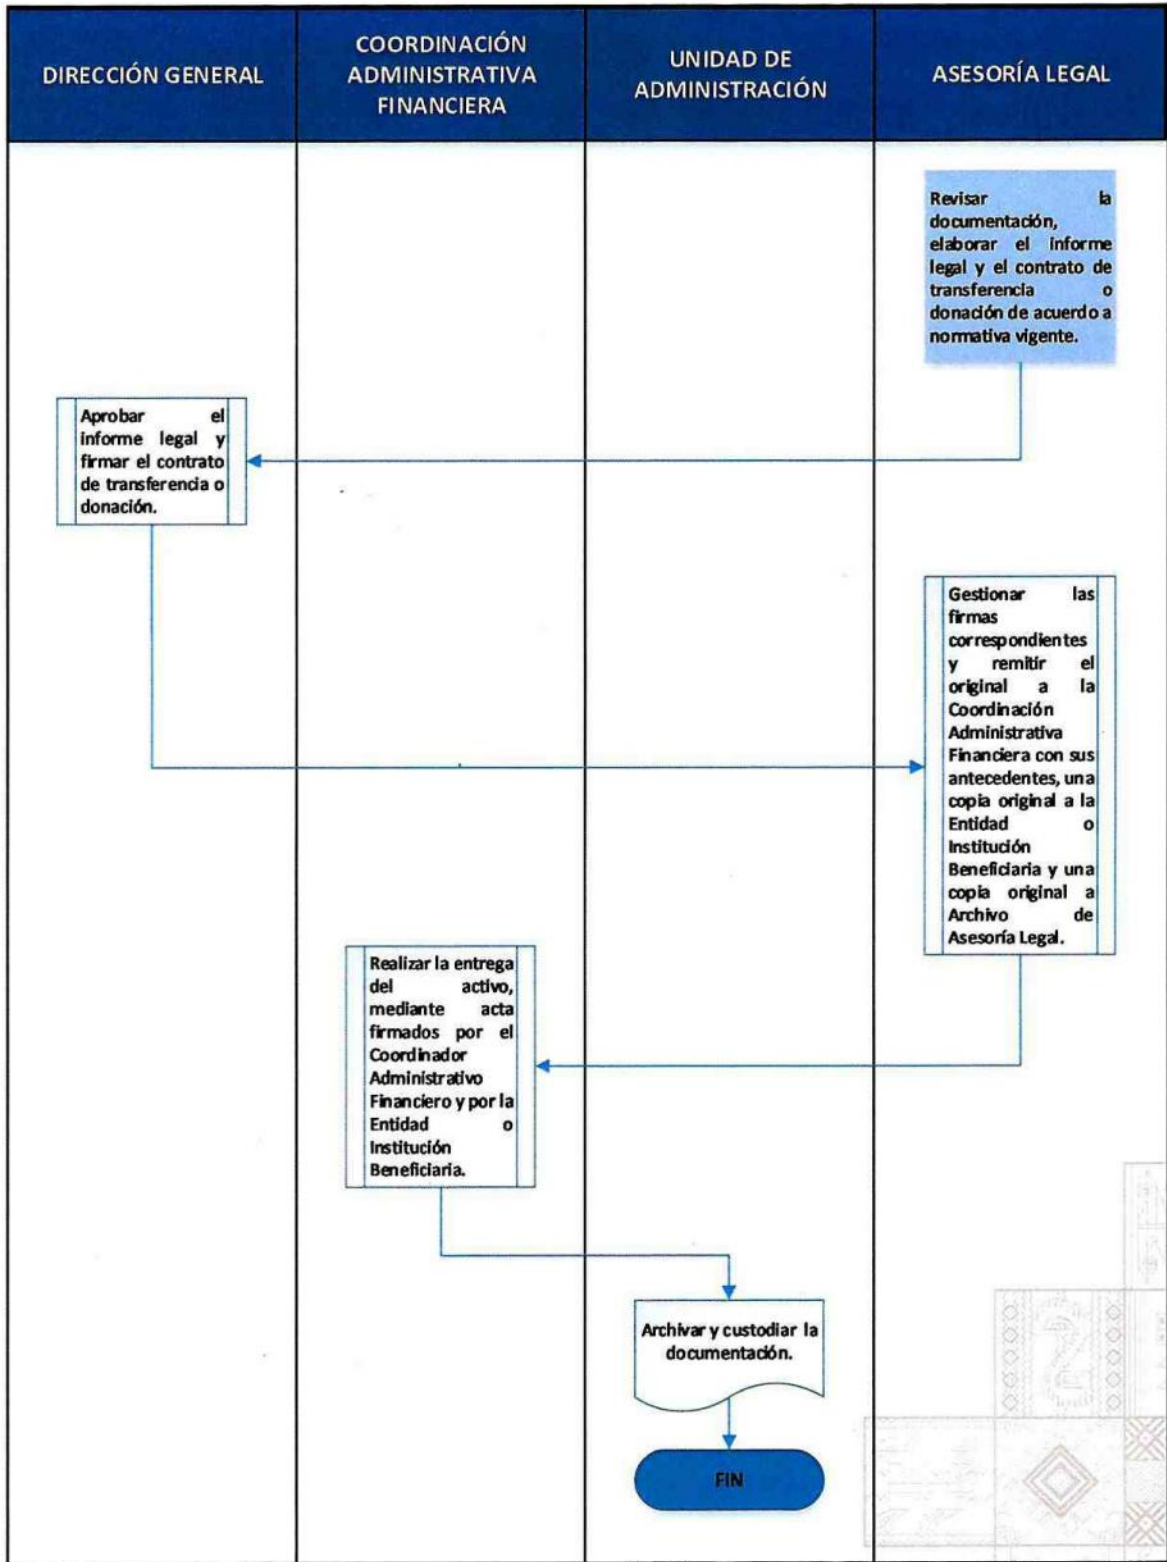 DIRECCIÓN GENERAL
COORDINACIÓN
ADMINISTRATIVA
FINANCIERA
UNIDAD DE
ADMINISTRACIÓN
ASESORÍA LEGAL
Revisar la
documentación,
elaborar el informe
legal y el contrato de
transferencia o
donación de acuerdo a
normativa vigente.
Aprobar el
informe legal y
firmar el contrato
de transferencia o
donación.
Gestionar las
firmas
correspondientes
y remitir el
original a la
Coordinación
Administrativa
Financiera con sus
antecedentes, una
copia original a la
Entidad o
Institución
Beneficiaria y una
copia original a
Archivo de
Asesoría Legal.
Realizar la entrega
del activo,
mediante acta
firmados por el
Coordinador
Administrativo
Financiero y por la
Entidad o
Institución
Beneficiaria.
Archivar y custodiar la
documentación.
FIN